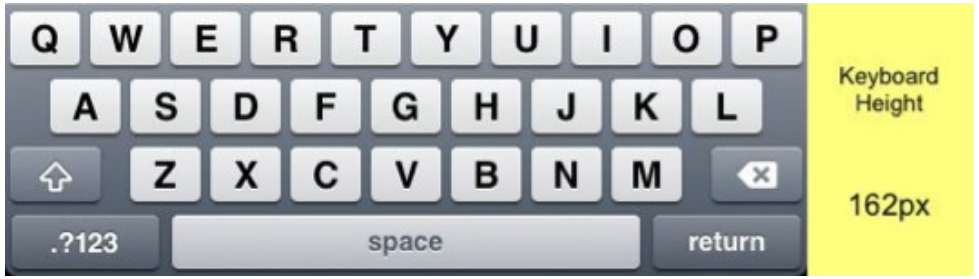 Q W E R T Y U I O P
A S D F G H J K L
Z X C V B N M
.?123 space return
Keyboard
Height
162px